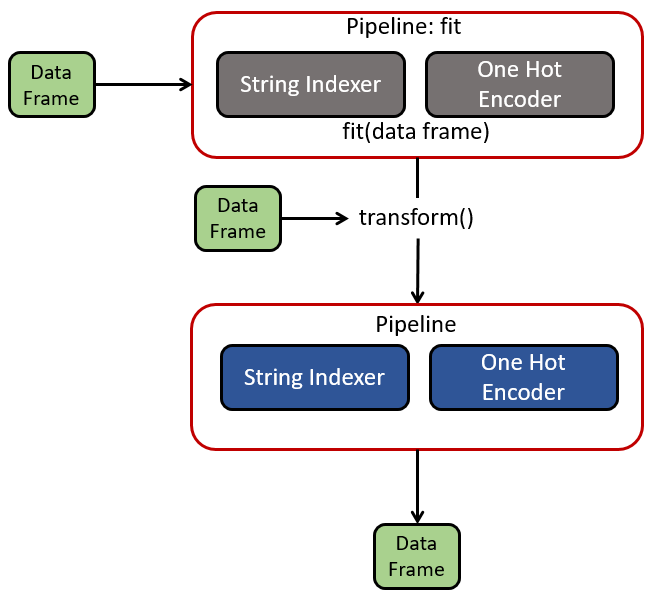 Pipeline: fit
Data
Frame
String Indexer
One Hot
Encoder
fit(data frame)
Data
Frame
transform()
Pipeline
String Indexer
One Hot
Encoder
Data
Frame